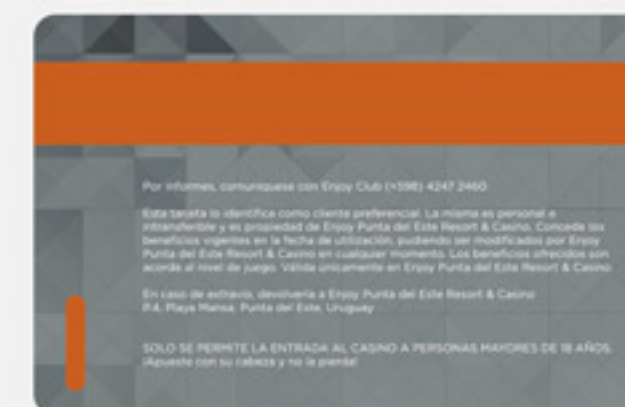 Por informes, comuníquese con Enjoy Club (+598) 4247 2460
Esta tarjeta lo identifica como cliente preferencial. La misma es personal e
intransferible y es propiedad de Enjoy Punta del Este Resort & Casino. Concede los
beneficios vigentes en la fecha de utilización, pudiendo ser modificados por Enjoy
Punta del Este Resort & Casino en cualquier momento. Los beneficios ofrecidos son
acorde al nivel de juego. Válida únicamente en Enjoy Punta del Este Resort & Casino.
En caso de extravío, devolverla a Enjoy Punta del Este Resort & Casino
P.4, Playa Mansa, Punta del Este, Uruguay
SOLO SE PERMITE LA ENTRADA AL CASINO A PERSONAS MAYORES DE 18 AÑOS.
¡Apueste con su cabeza y no la pierda!